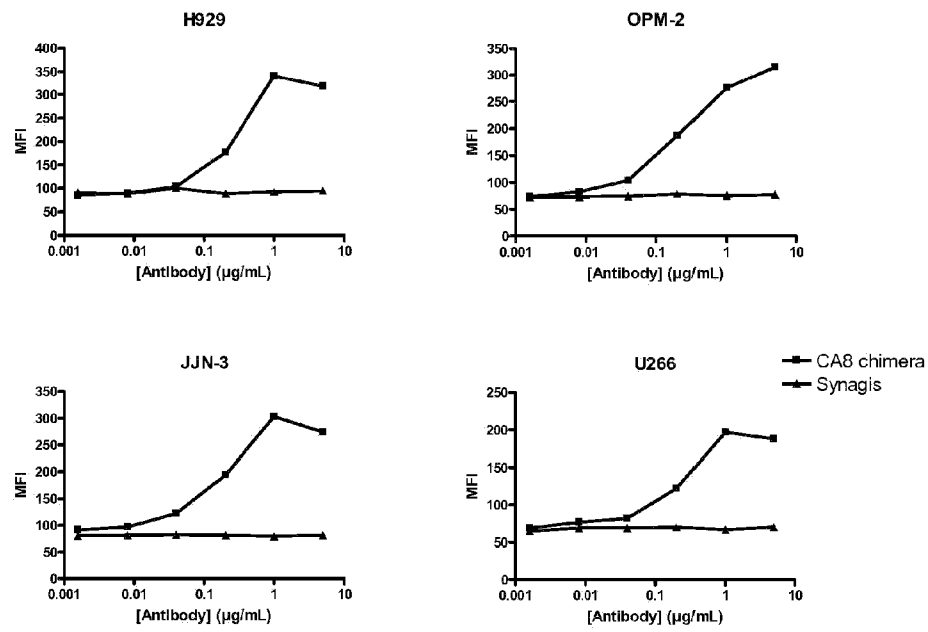 H929
400
350
300
250
200
150
100
50
0
MFI
0.001 0.01 0.1 1 10
[Antibody] (µg/mL)
OPM-2
350
300
250
200
150
100
50
0
MFI
0.001 0.01 0.1 1 10
[Antibody] (µg/mL)
JJN-3
350
300
250
200
150
100
50
0
MFI
0.001 0.01 0.1 1 10
[Antibody] (µg/mL)
U266
250
200
150
100
50
0
MFI
0.001 0.01 0.1 1 10
[Antibody] (µg/mL)
CA8 chimera
Synagis